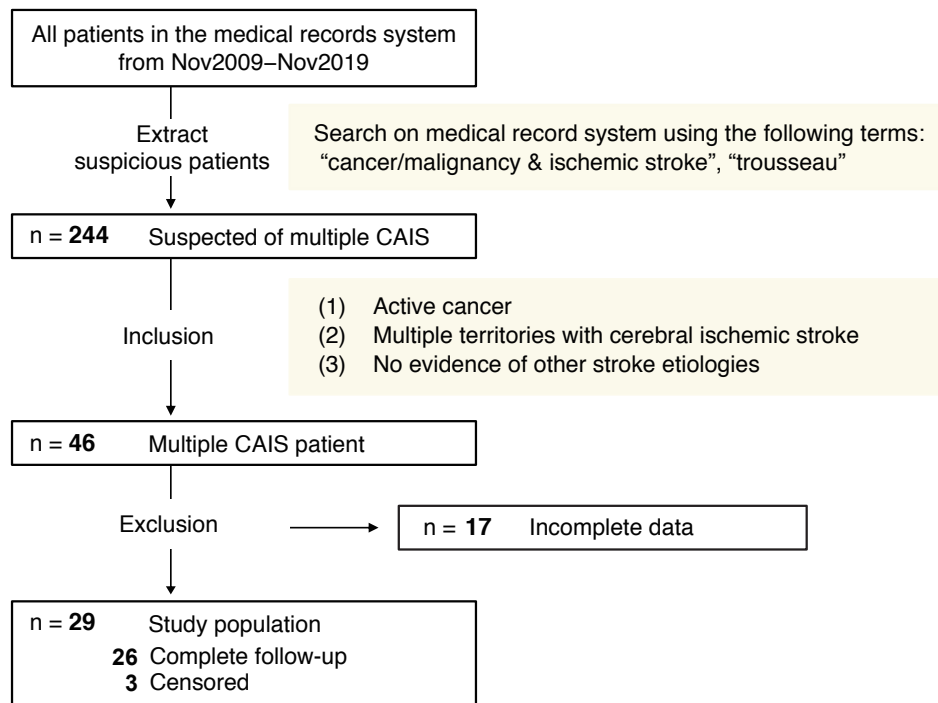 All patients in the medical records system
from Nov2009–Nov2019
Extract
suspicious patients
Search on medical record system using the following terms:
“cancer/malignancy & ischemic stroke”, “trousseau”
n = 244 Suspected of multiple CAIS
Inclusion
(1) Active cancer
(2) Multiple territories with cerebral ischemic stroke
(3) No evidence of other stroke etiologies
n = 46 Multiple CAIS patient
Exclusion
n = 17 Incomplete data
n = 29 Study population
26 Complete follow-up
3 Censored